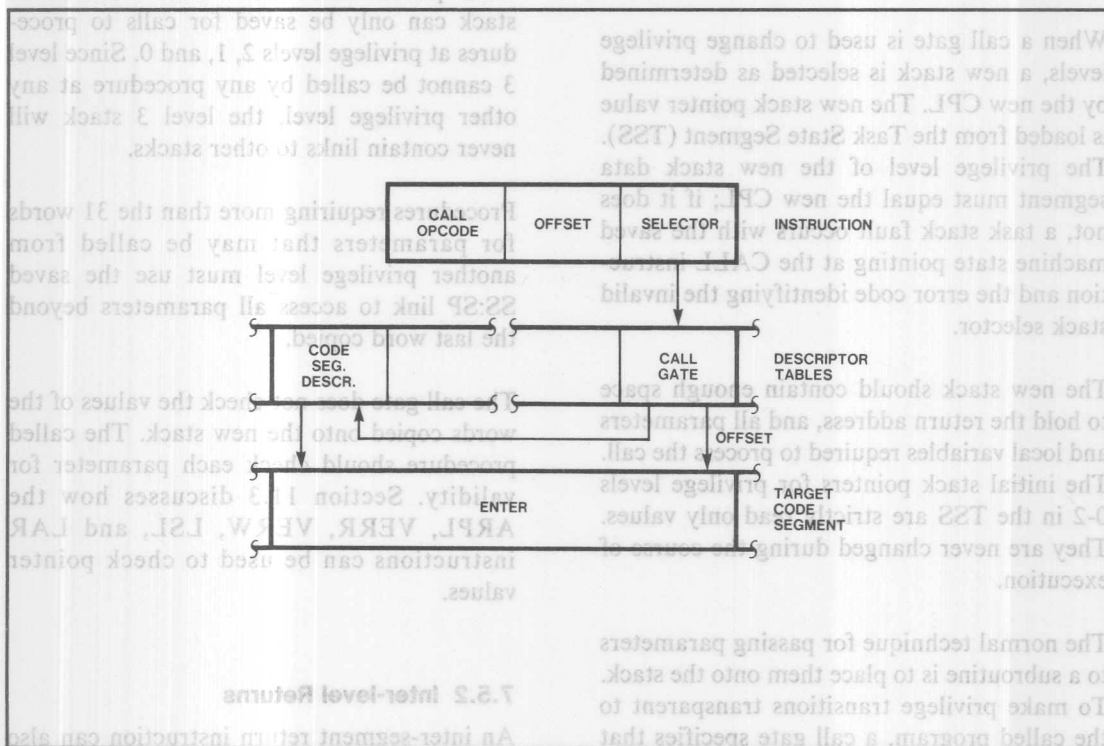 CALL
OPCODE
OFFSET
SELECTOR
INSTRUCTION
CODE
SEG.
DESCR.
CALL
GATE
DESCRIPTOR
TABLES
OFFSET
ENTER
TARGET
CODE
SEGMENT
When a call gate is used to change privilege
levels, a new stack is selected as determined
by the new CPL. The new stack pointer value
is loaded from the Task State Segment (TSS).
The privilege level of the new stack data
segment must equal the new CPL; if it does
not, a task stack fault occurs with the saved
machine state pointing at the CALL instruc-
tion and the error code identifying the invalid
stack selector.
The new stack should contain enough space
to hold the return address, and all parameters
and local variables required to process the call.
The initial stack pointers for privilege levels
0-2 in the TSS are strictly read only values.
They are never changed during the course of
execution.
The normal technique for passing parameters
to a subroutine is to place them onto the stack.
To make privilege transitions transparent to
the called program, a call gate specifies that
stack can only be saved for calls to proce-
dures at privilege levels 2, 1, and 0. Since level
3 cannot be called by any procedure at any
other privilege level, the level 3 stack will
never contain links to other stacks.
Procedures requiring more than the 31 words
for parameters that may be called from
another privilege level must use the saved
SS:SP link to access all parameters beyond
the last word copied.
The call gate does not check the values of the
words copied onto the new stack. The called
procedure should check each parameter for
validity. Section 11.3 discusses how the
ARPL, VERR, VERW, LSL, and LAR
instructions can be used to check pointer
values.
7.5.2 Inter-level Returns
An inter-segment return instruction can also